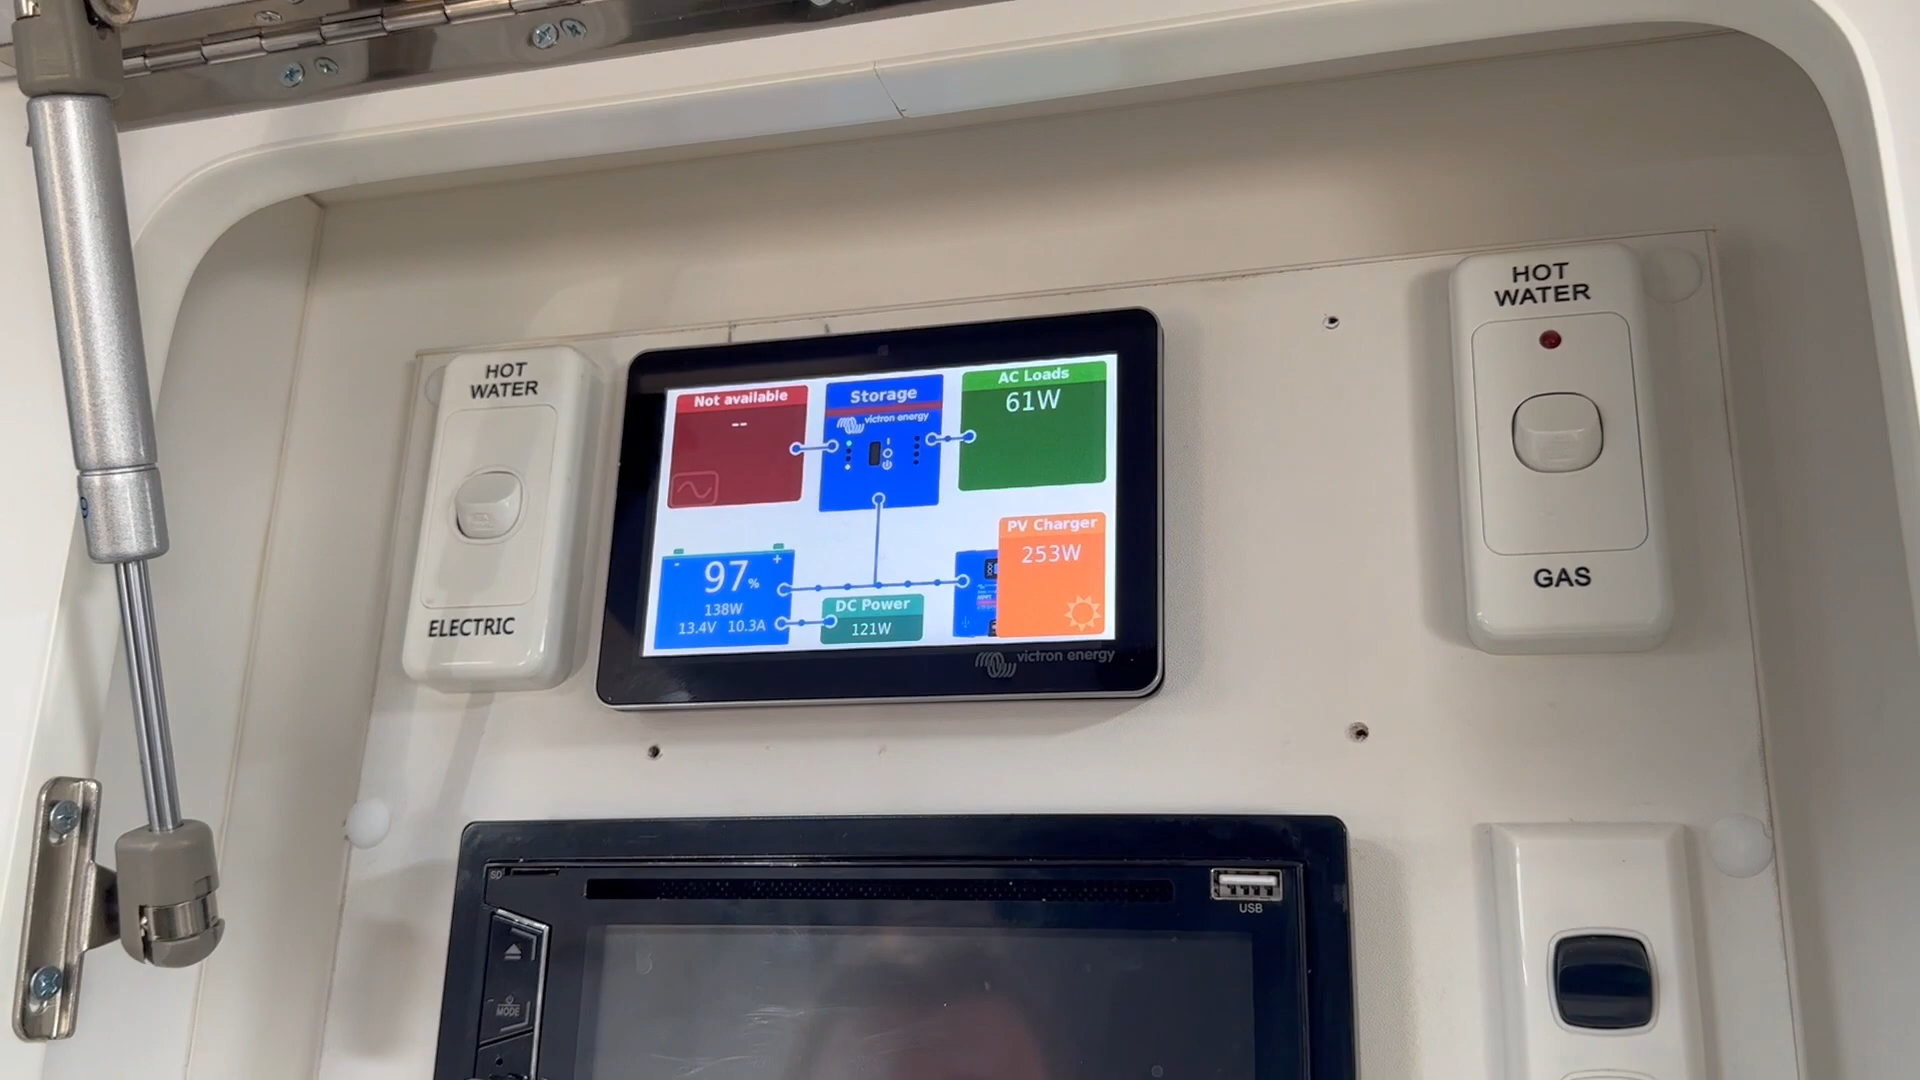 HOT
WATER
ELECTRIC
Not available
--
Storage
victron energy
AC Loads
61W
PV Charger
253W
97%
138W
13.4V 10.3A
DC Power
121W
victron energy
HOT
WATER
GAS
SD
USB
MODE